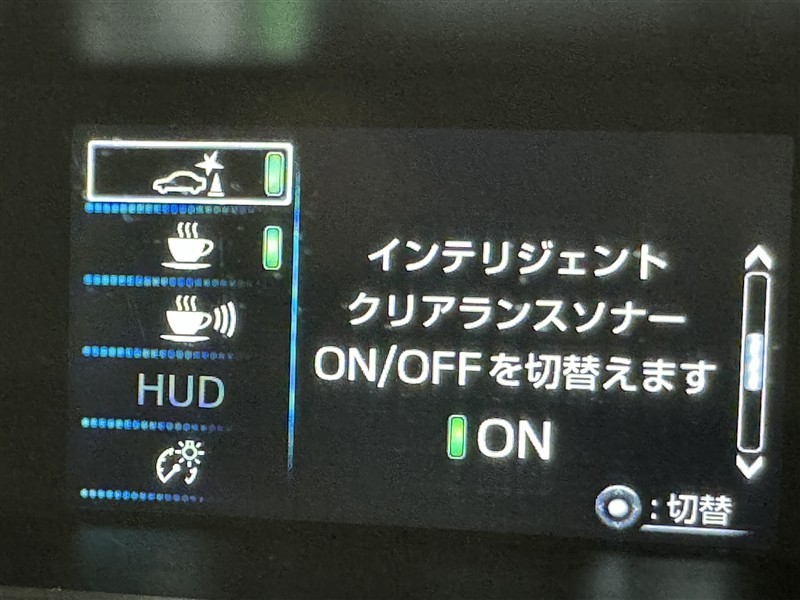 HUD
インテリジェント
クリアランスソナー
ON/OFFを切替えます
ON
:切替